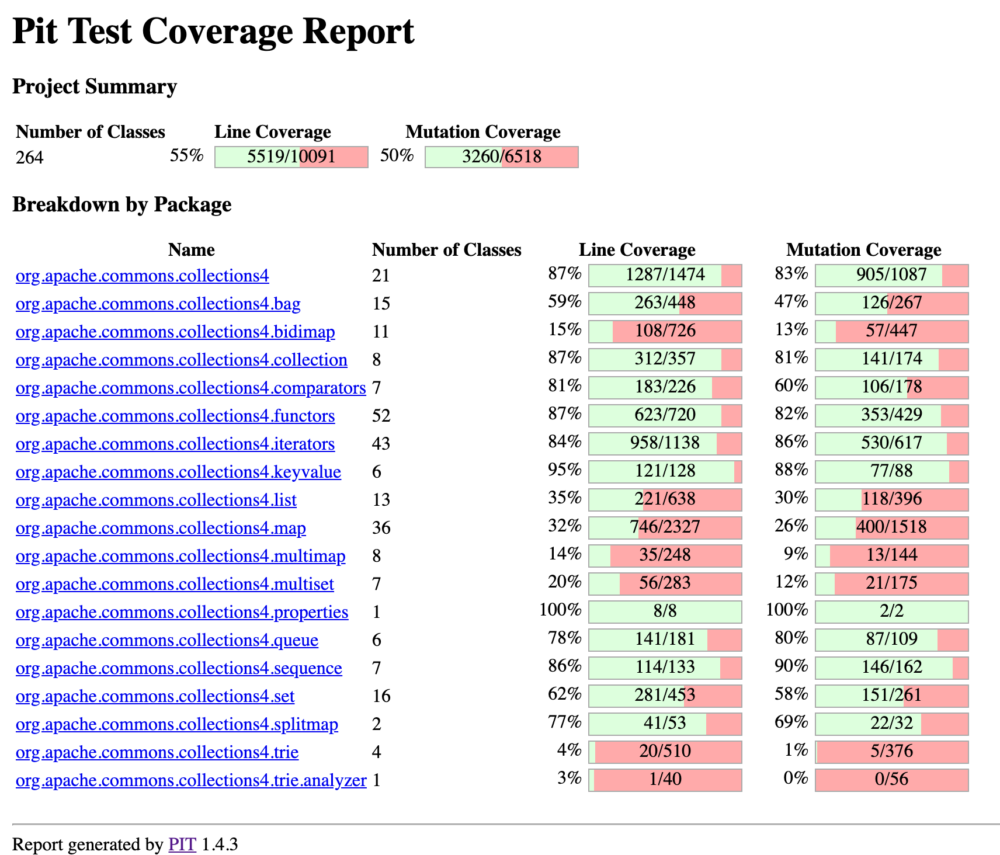 Pit Test Coverage Report
Project Summary
Number of Classes Line Coverage Mutation Coverage
264 55% 5519/10091 50% 3260/6518
Breakdown by Package
Name Number of Classes Line Coverage Mutation Coverage
org.apache.commons.collections4 21 87% 1287/1474 83% 905/1087
org.apache.commons.collections4.bag 15 59% 263/448 47% 126/267
org.apache.commons.collections4.bidimap 11 15% 108/726 13% 57/447
org.apache.commons.collections4.collection 8 87% 312/357 81% 141/174
org.apache.commons.collections4.comparators 7 81% 183/226 60% 106/178
org.apache.commons.collections4.functors 52 87% 623/720 82% 353/429
org.apache.commons.collections4.iterators 43 84% 958/1138 86% 530/617
org.apache.commons.collections4.keyvalue 6 95% 121/128 88% 77/88
org.apache.commons.collections4.list 13 35% 221/638 30% 118/396
org.apache.commons.collections4.map 36 32% 746/2327 26% 400/1518
org.apache.commons.collections4.multimap 8 14% 35/248 9% 13/144
org.apache.commons.collections4.multiset 7 20% 56/283 12% 21/175
org.apache.commons.collections4.properties 1 100% 8/8 100% 2/2
org.apache.commons.collections4.queue 6 78% 141/181 80% 87/109
org.apache.commons.collections4.sequence 7 86% 114/133 90% 146/162
org.apache.commons.collections4.set 16 62% 281/453 58% 151/261
org.apache.commons.collections4.splitmap 2 77% 41/53 69% 22/32
org.apache.commons.collections4.trie 4 4% 20/510 1% 5/376
org.apache.commons.collections4.trie.analyzer 1 3% 1/40 0% 0/56
Report generated by PIT 1.4.3